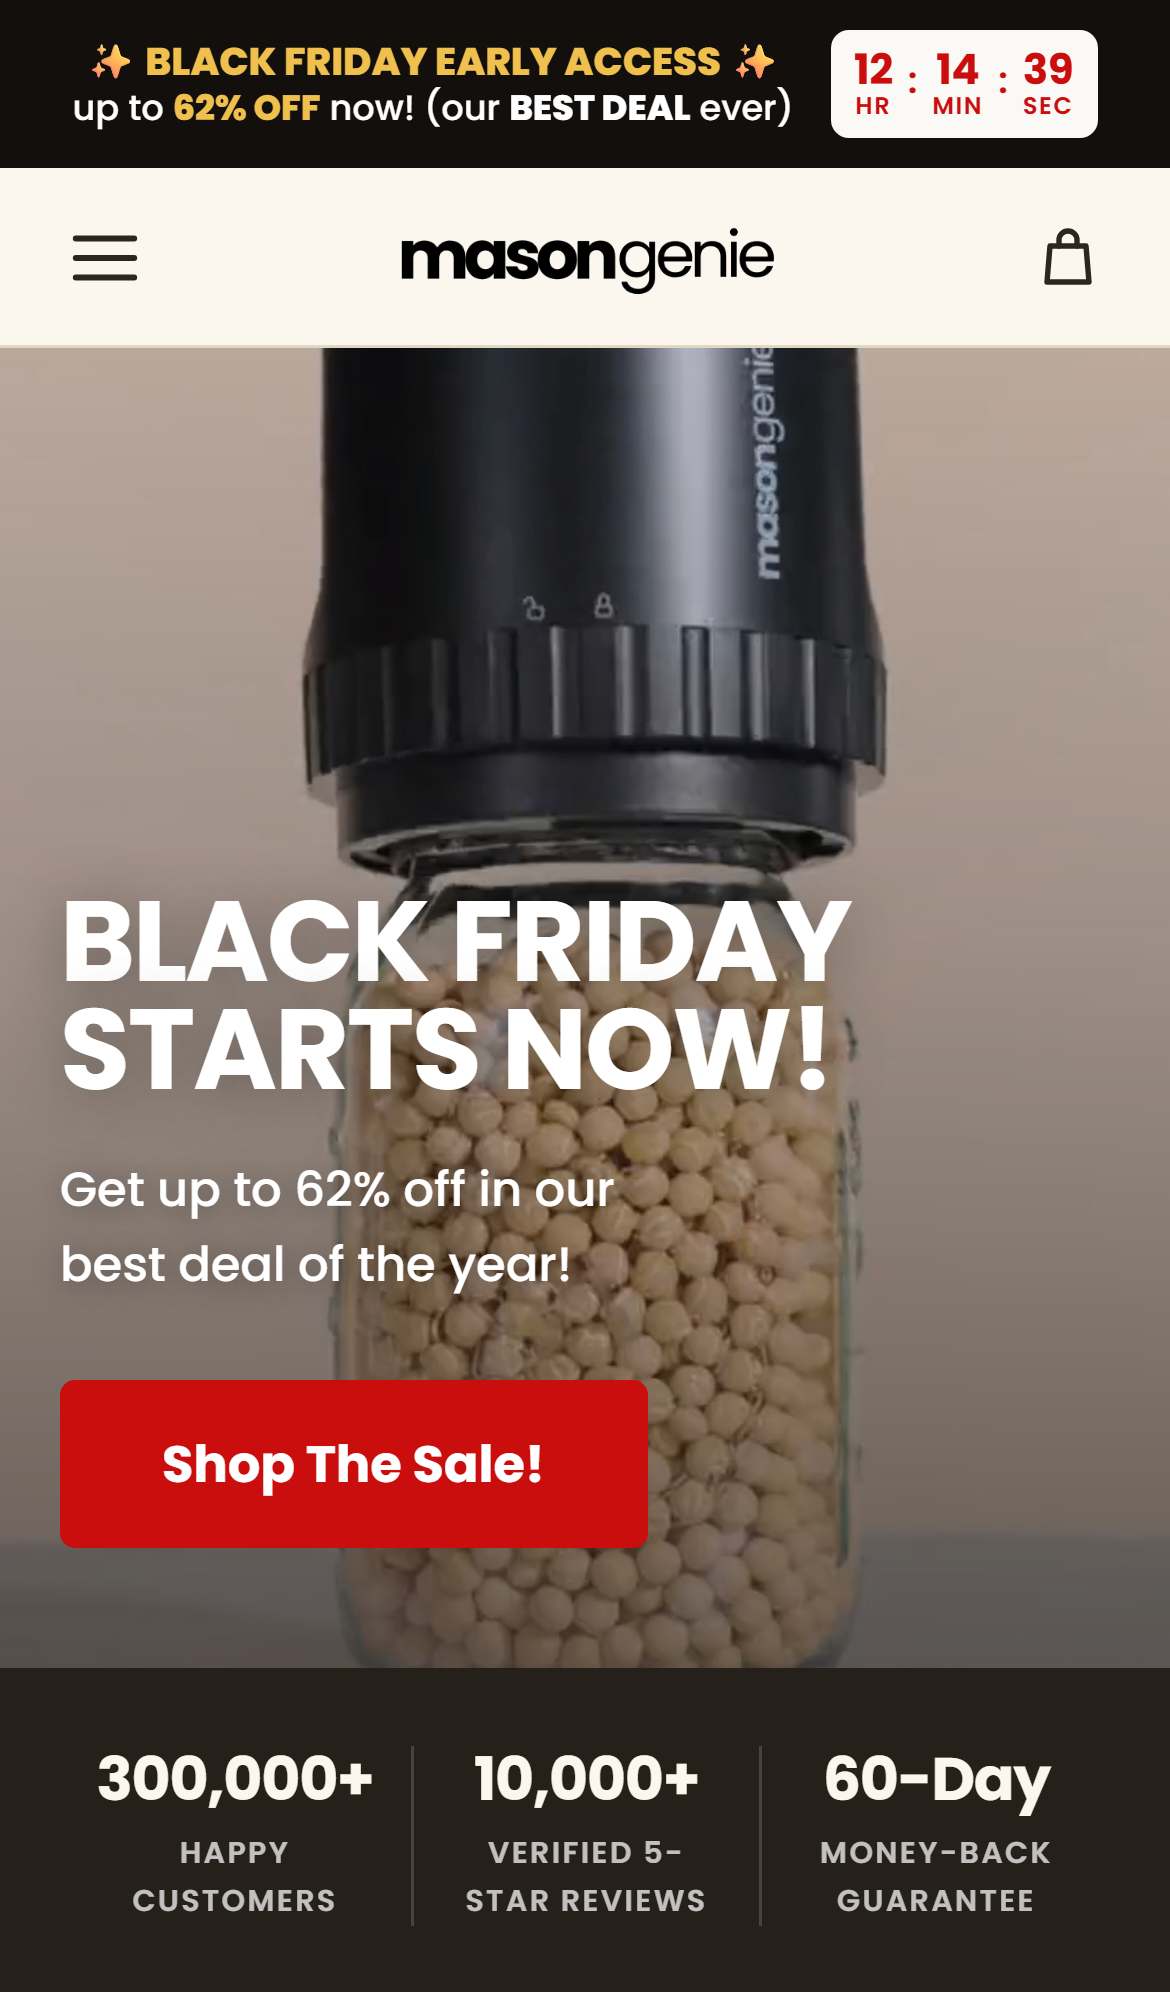 ✨ BLACK FRIDAY EARLY ACCESS ✨
up to 62% OFF now! (our BEST DEAL ever)
12 : 14 : 39
HR MIN SEC
masongenie
masongenie
BLACK FRIDAY
STARTS NOW!
Get up to 62% off in our
best deal of the year!
Shop The Sale!
300,000+
HAPPY
CUSTOMERS
10,000+
VERIFIED 5-
STAR REVIEWS
60-Day
MONEY-BACK
GUARANTEE